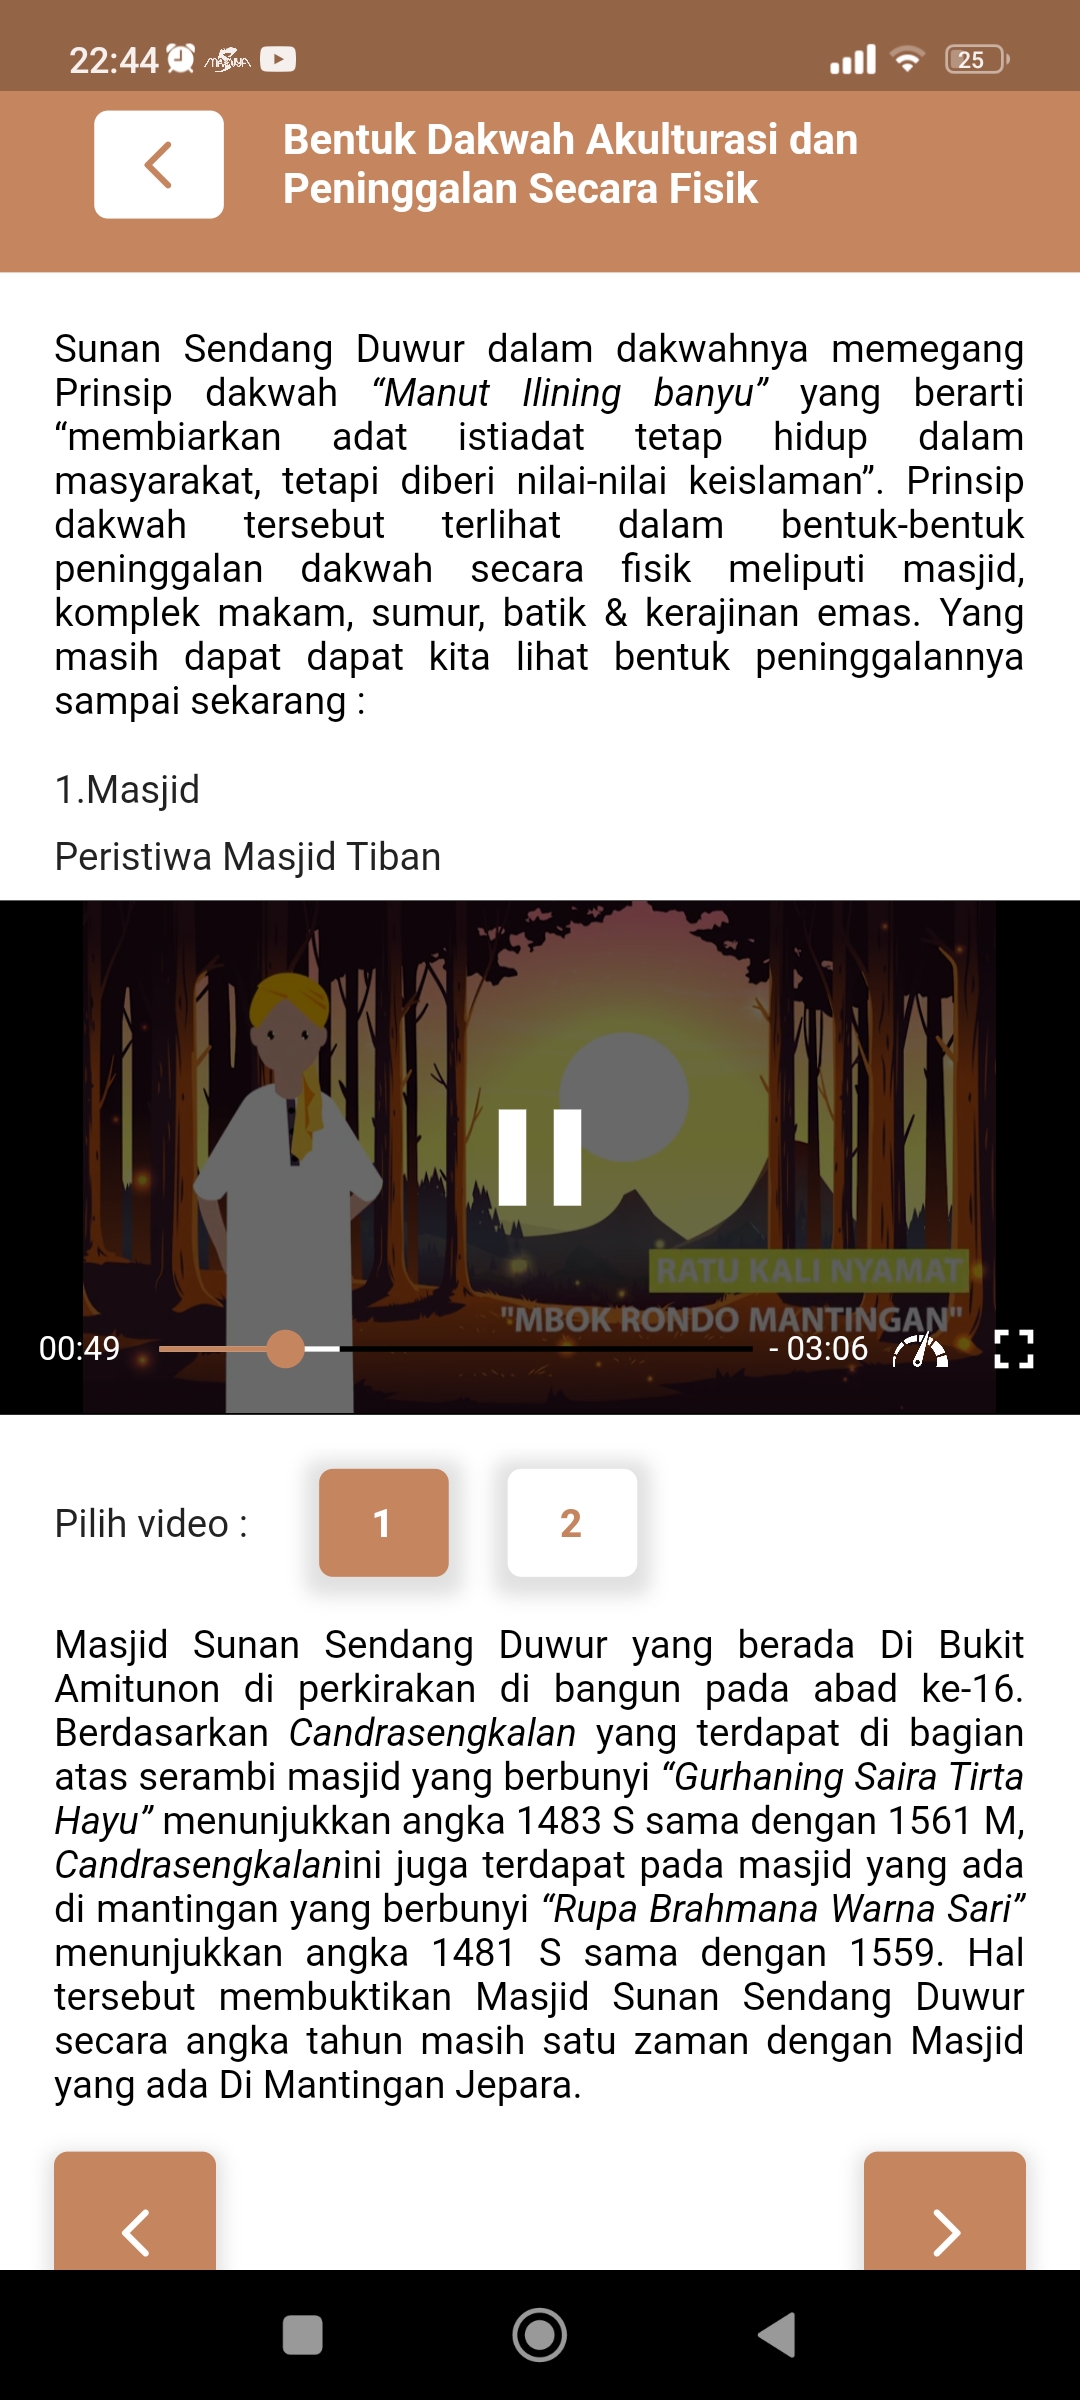 22:44
25
Bentuk Dakwah Akulturasi dan
Peninggalan Secara Fisik
Sunan Sendang Duwur dalam dakwahnya memegang
Prinsip dakwah “Manut Ilining banyu” yang berarti
“membiarkan adat istiadat tetap hidup dalam
masyarakat, tetapi diberi nilai-nilai keislaman”. Prinsip
dakwah tersebut terlihat dalam bentuk-bentuk
peninggalan dakwah secara fisik meliputi masjid,
komplek makam, sumur, batik & kerajinan emas. Yang
masih dapat dapat kita lihat bentuk peninggalannya
sampai sekarang :
1.Masjid
Peristiwa Masjid Tiban
RATU KALI NYAMAT
"MBOK RONDO MANTINGAN"
00:49
- 03:06
Pilih video :
1
2
Masjid Sunan Sendang Duwur yang berada Di Bukit
Amitunon di perkirakan di bangun pada abad ke-16.
Berdasarkan Candrasengkalan yang terdapat di bagian
atas serambi masjid yang berbunyi “Gurhaning Saira Tirta
Hayu” menunjukkan angka 1483 S sama dengan 1561 M,
Candrasengkalanini juga terdapat pada masjid yang ada
di mantingan yang berbunyi “Rupa Brahmana Warna Sari”
menunjukkan angka 1481 S sama dengan 1559. Hal
tersebut membuktikan Masjid Sunan Sendang Duwur
secara angka tahun masih satu zaman dengan Masjid
yang ada Di Mantingan Jepara.